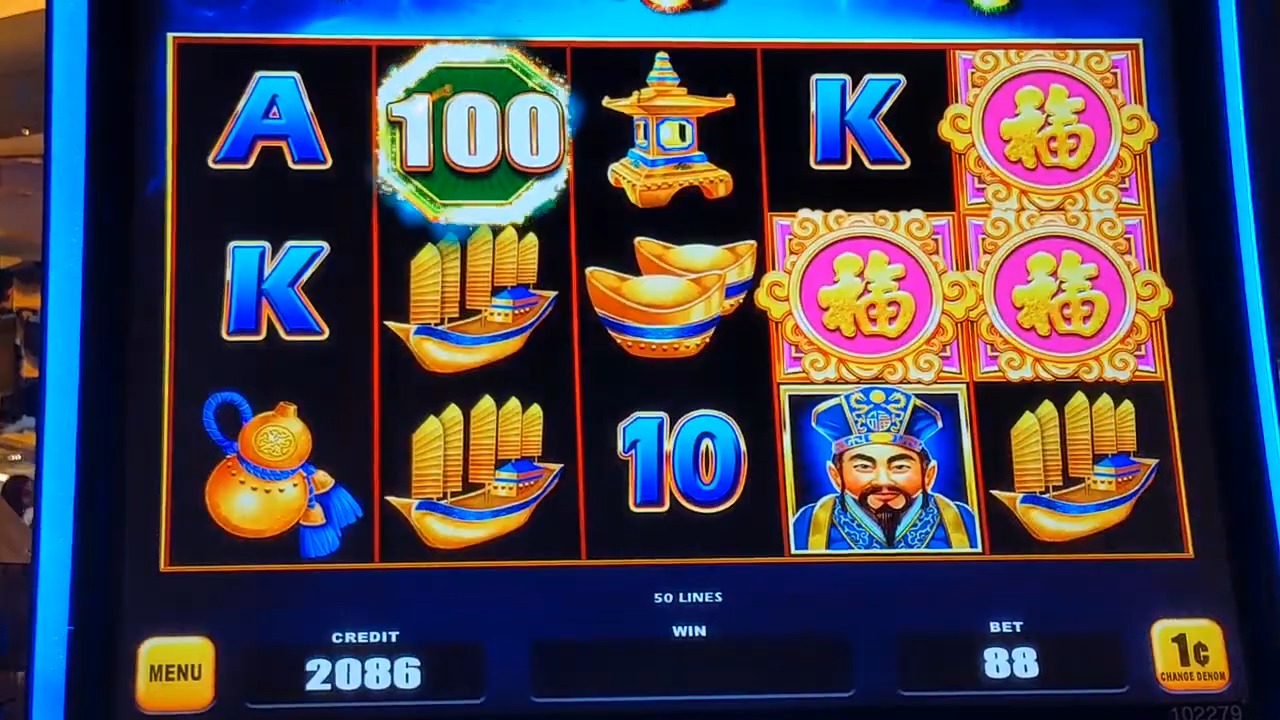 A
100
K
福
K
福
福
10
50 LINES
CREDIT
WIN
BET
MENU
2086
88
1¢
CHANGE DENOM
102279